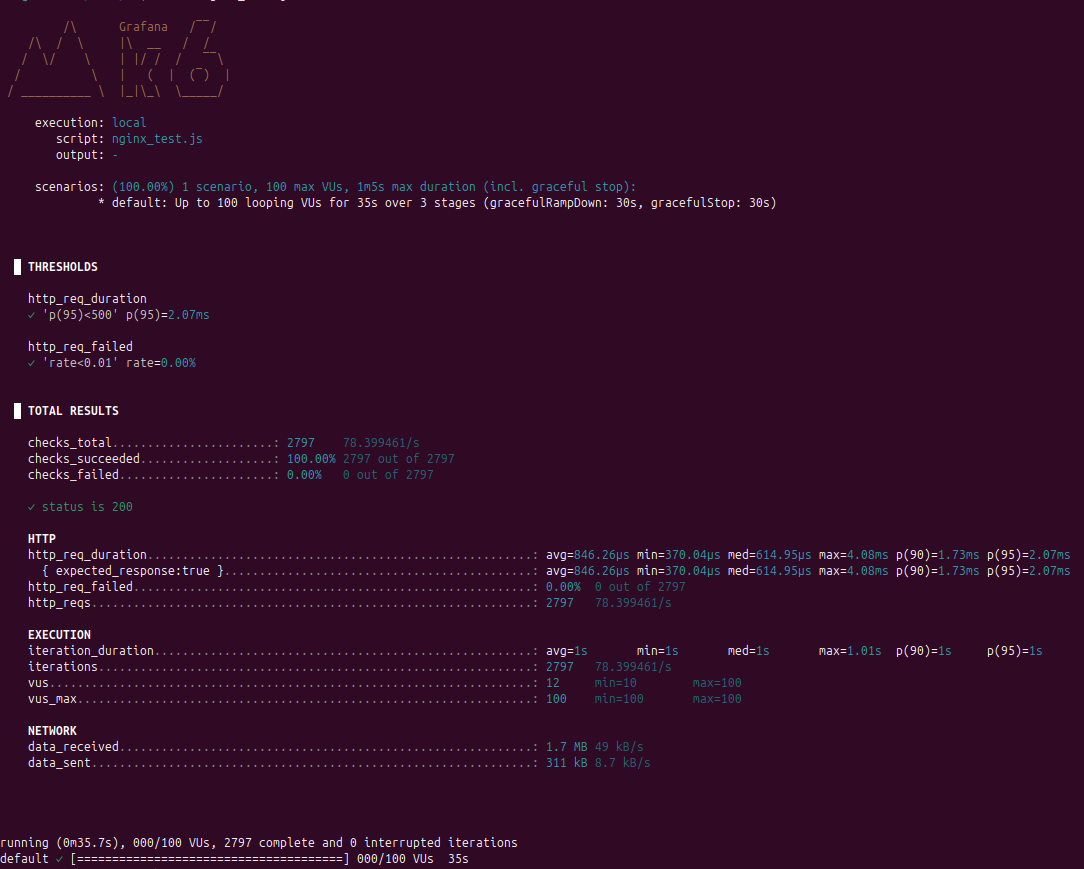 Grafana
execution: local
script: nginx_test.js
output: -
scenarios: (100.00%) 1 scenario, 100 max VUs, 1m5s max duration (incl. graceful stop):
* default: Up to 100 looping VUs for 35s over 3 stages (gracefulRampDown: 30s, gracefulStop: 30s)
THRESHOLDS
http_req_duration
✓ 'p(95)<500' p(95)=2.07ms
http_req_failed
✓ 'rate<0.01' rate=0.00%
TOTAL RESULTS
checks_total.......................: 2797 78.399461/s
checks_succeeded...................: 100.00% 2797 out of 2797
checks_failed......................: 0.00% 0 out of 2797
✓ status is 200
HTTP
http_req_duration.......................................................: avg=846.26µs min=370.04µs med=614.95µs max=4.08ms p(90)=1.73ms p(95)=2.07ms
{ expected_response:true }............................................: avg=846.26µs min=370.04µs med=614.95µs max=4.08ms p(90)=1.73ms p(95)=2.07ms
http_req_failed.........................................................: 0.00% 0 out of 2797
http_reqs...............................................................: 2797 78.399461/s
EXECUTION
iteration_duration......................................................: avg=1s min=1s med=1s max=1.01s p(90)=1s p(95)=1s
iterations..............................................................: 2797 78.399461/s
vus.....................................................................: 12 min=10 max=100
vus_max.................................................................: 100 min=100 max=100
NETWORK
data_received...........................................................: 1.7 MB 49 kB/s
data_sent...............................................................: 311 kB 8.7 kB/s
running (0m35.7s), 000/100 VUs, 2797 complete and 0 interrupted iterations
default ✓ [======================================] 000/100 VUs 35s